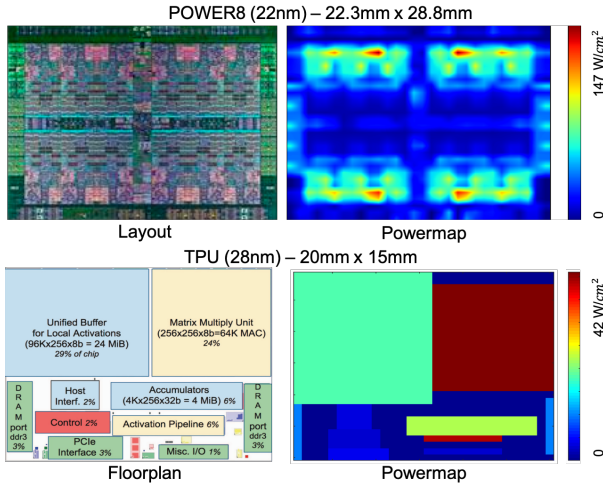 POWER8 (22nm) – 22.3mm x 28.8mm
147 W/cm²
0
Layout
Powermap
TPU (28nm) – 20mm x 15mm
Unified Buffer
for Local Activations
(96Kx256x8b = 24 MiB)
29% of chip
Matrix Multiply Unit
(256x256x8b=64K MAC)
24%
D
R
A
M
port
ddr3
3%
Host
Interf. 2%
Accumulators
(4Kx256x32b = 4 MiB) 6%
D
R
A
M
port
ddr3
3%
Control 2%
Activation Pipeline 6%
PCIe
Interface 3%
Misc. I/O 1%
42 W/cm²
0
Floorplan
Powermap